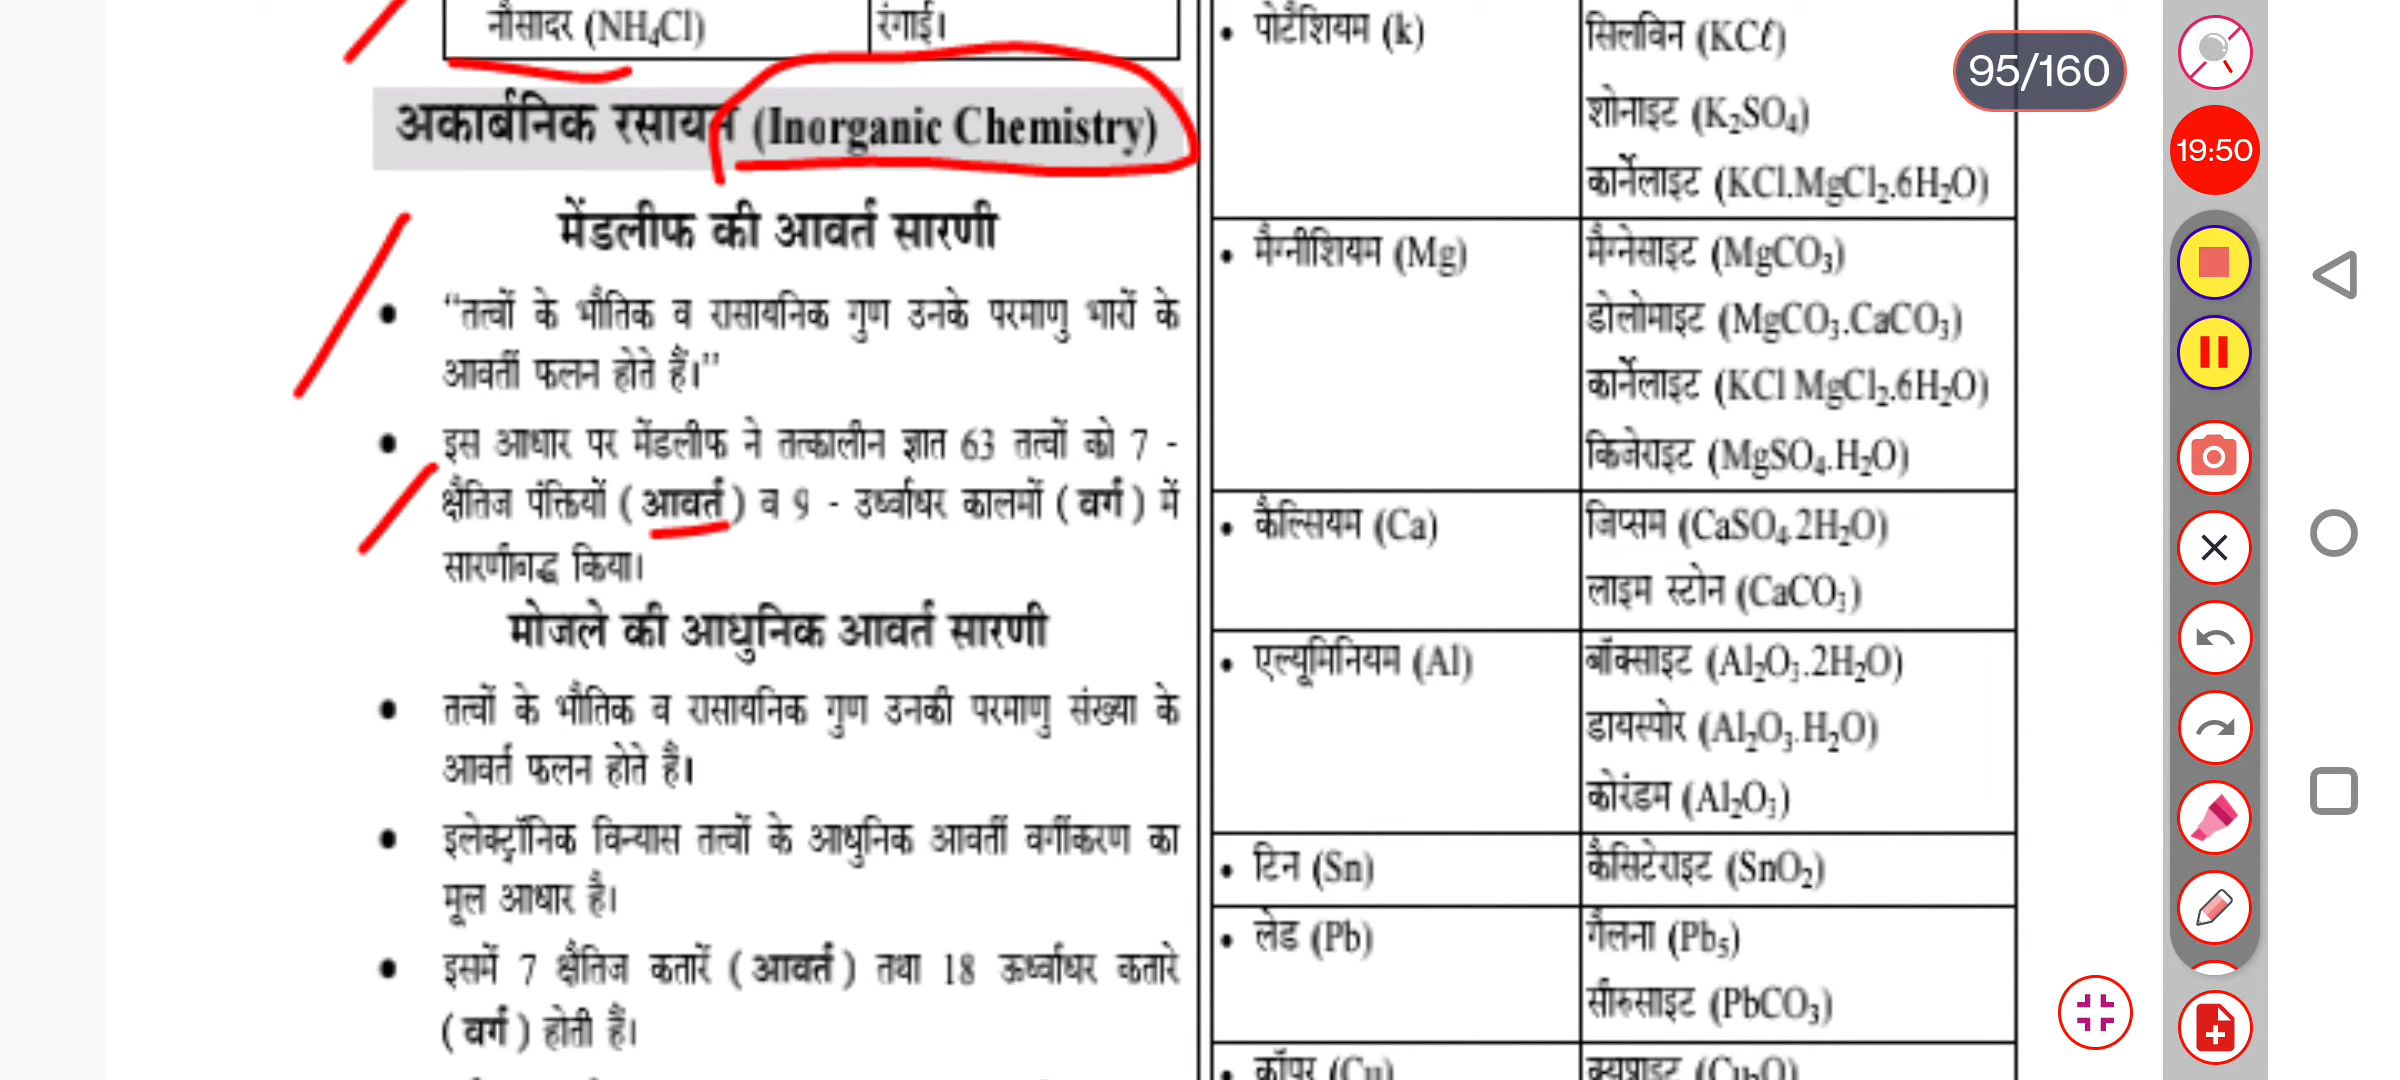 नौसादर (NH₄Cl)
रंगाई।
अकार्बनिक रसायन (Inorganic Chemistry)
मेंडलीफ की आवर्त सारणी
• "तत्वों के भौतिक व रासायनिक गुण उनके परमाणु भारों के
आवर्ती फलन होते हैं।"
• इस आधार पर मेंडलीफ ने तत्कालीन ज्ञात 63 तत्वों को 7 -
क्षैतिज पंक्तियों (आवर्त) व 9 - उर्ध्वाधर कालमों (वर्ग) में
सारणीबद्ध किया।
मोजले की आधुनिक आवर्त सारणी
• तत्वों के भौतिक व रासायनिक गुण उनकी परमाणु संख्या के
आवर्त फलन होते हैं।
• इलेक्ट्रॉनिक विन्यास तत्वों के आधुनिक आवर्ती वर्गीकरण का
मूल आधार है।
• इसमें 7 क्षैतिज कतारें (आवर्त) तथा 18 ऊर्ध्वाधर कतारे
(वर्ग) होती हैं।
• पोटैशियम (k)
सिलविन (KCℓ)
शोनाइट (K₂SO₄)
कार्नेलाइट (KCl.MgCl₂.6H₂O)
• मैग्नीशियम (Mg)
मैग्नेसाइट (MgCO₃)
डोलोमाइट (MgCO₃.CaCO₃)
कार्नेलाइट (KCl MgCl₂.6H₂O)
किजेराइट (MgSO₄.H₂O)
• कैल्सियम (Ca)
जिप्सम (CaSO₄.2H₂O)
लाइम स्टोन (CaCO₃)
• एल्यूमिनियम (Al)
बॉक्साइट (Al₂O₃.2H₂O)
डायस्पोर (Al₂O₃.H₂O)
कोरंडम (Al₂O₃)
• टिन (Sn)
कैसिटेराइट (SnO₂)
• लेड (Pb)
गैलना (Pb₅)
सीरुसाइट (PbCO₃)
• कॉपर (Cu)
क्यूप्राइट (Cu₂O)
95/160
19:50